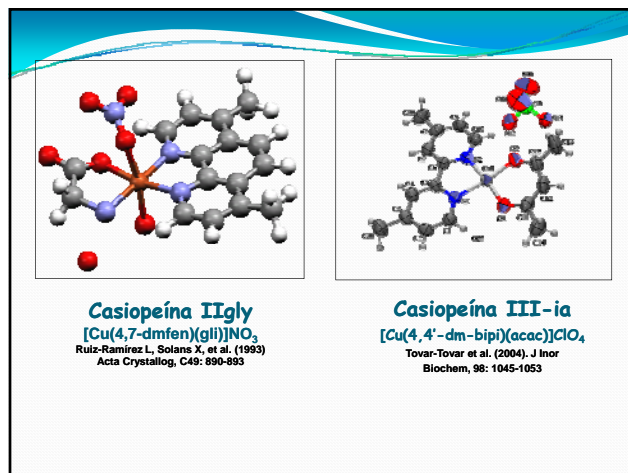 Casiopeína IIgly
[Cu(4,7-dmfen)(gli)]NO₃
Ruiz-Ramírez L, Solans X, et al. (1993)
Acta Crystallog, C49: 890-893
Casiopeína III-ia
[Cu(4,4'-dm-bipi)(acac)]ClO₄
Tovar-Tovar et al. (2004). J Inor
Biochem, 98: 1045-1053